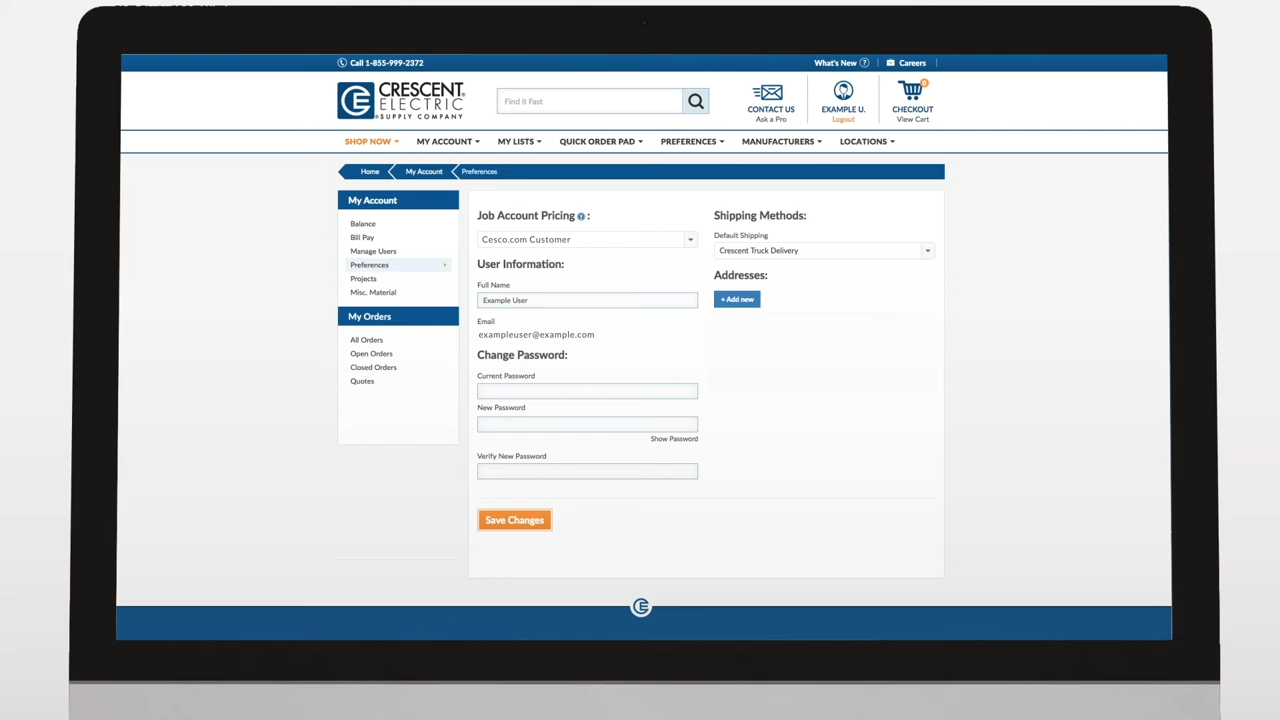 Call 1-855-999-2372
What's New
Careers
CRESCENT
ELECTRIC
SUPPLY COMPANY
Find it Fast
CONTACT US
Ask a Pro
EXAMPLE U.
Logout
0
CHECKOUT
View Cart
SHOP NOW
MY ACCOUNT
MY LISTS
QUICK ORDER PAD
PREFERENCES
MANUFACTURERS
LOCATIONS
Home
My Account
Preferences
My Account
Balance
Bill Pay
Manage Users
Preferences
Projects
Misc. Material
My Orders
All Orders
Open Orders
Closed Orders
Quotes
Job Account Pricing ? :
Cesco.com Customer
User Information:
Full Name
Example User
Email
exampleuser@example.com
Change Password:
Current Password
New Password
Show Password
Verify New Password
Save Changes
Shipping Methods:
Default Shipping
Crescent Truck Delivery
Addresses:
+ Add new